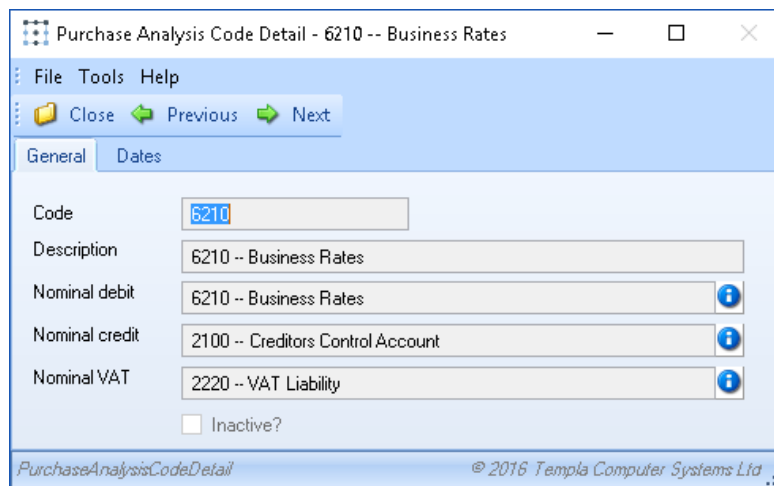 Purchase Analysis Code Detail - 6210 -- Business Rates
File Tools Help
Close Previous Next
General Dates
Code 6210
Description 6210 -- Business Rates
Nominal debit 6210 -- Business Rates
Nominal credit 2100 -- Creditors Control Account
Nominal VAT 2220 -- VAT Liability
Inactive?
PurchaseAnalysisCodeDetail © 2016 Templa Computer Systems Ltd